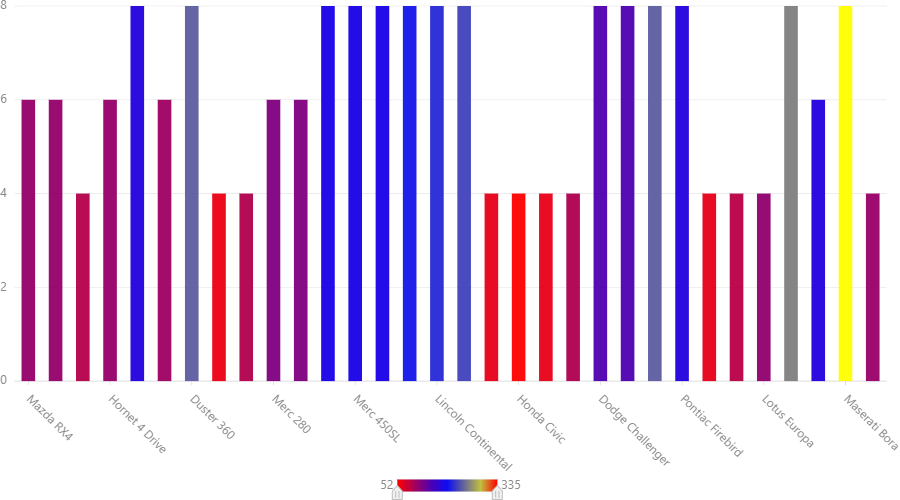 8
6
4
2
0
Mazda RX4
Hornet 4 Drive
Duster 360
Merc 280
Merc 450SL
Lincoln Continental
Honda Civic
Dodge Challenger
Pontiac Firebird
Lotus Europa
Maserati Bora
52
335